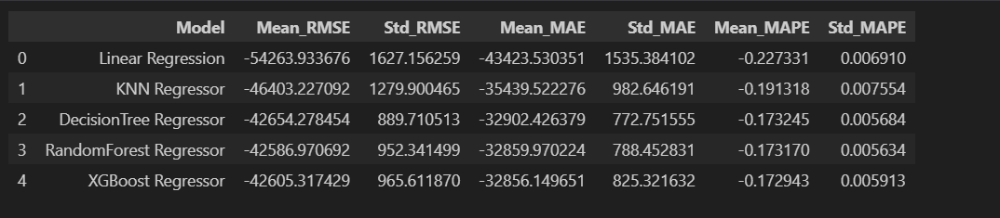 Model Mean_RMSE Std_RMSE Mean_MAE Std_MAE Mean_MAPE Std_MAPE
0 Linear Regression -54263.933676 1627.156259 -43423.530351 1535.384102 -0.227331 0.006910
1 KNN Regressor -46403.227092 1279.900465 -35439.522276 982.646191 -0.191318 0.007554
2 DecisionTree Regressor -42654.278454 889.710513 -32902.426379 772.751555 -0.173245 0.005684
3 RandomForest Regressor -42586.970692 952.341499 -32859.970224 788.452831 -0.173170 0.005634
4 XGBoost Regressor -42605.317429 965.611870 -32856.149651 825.321632 -0.172943 0.005913